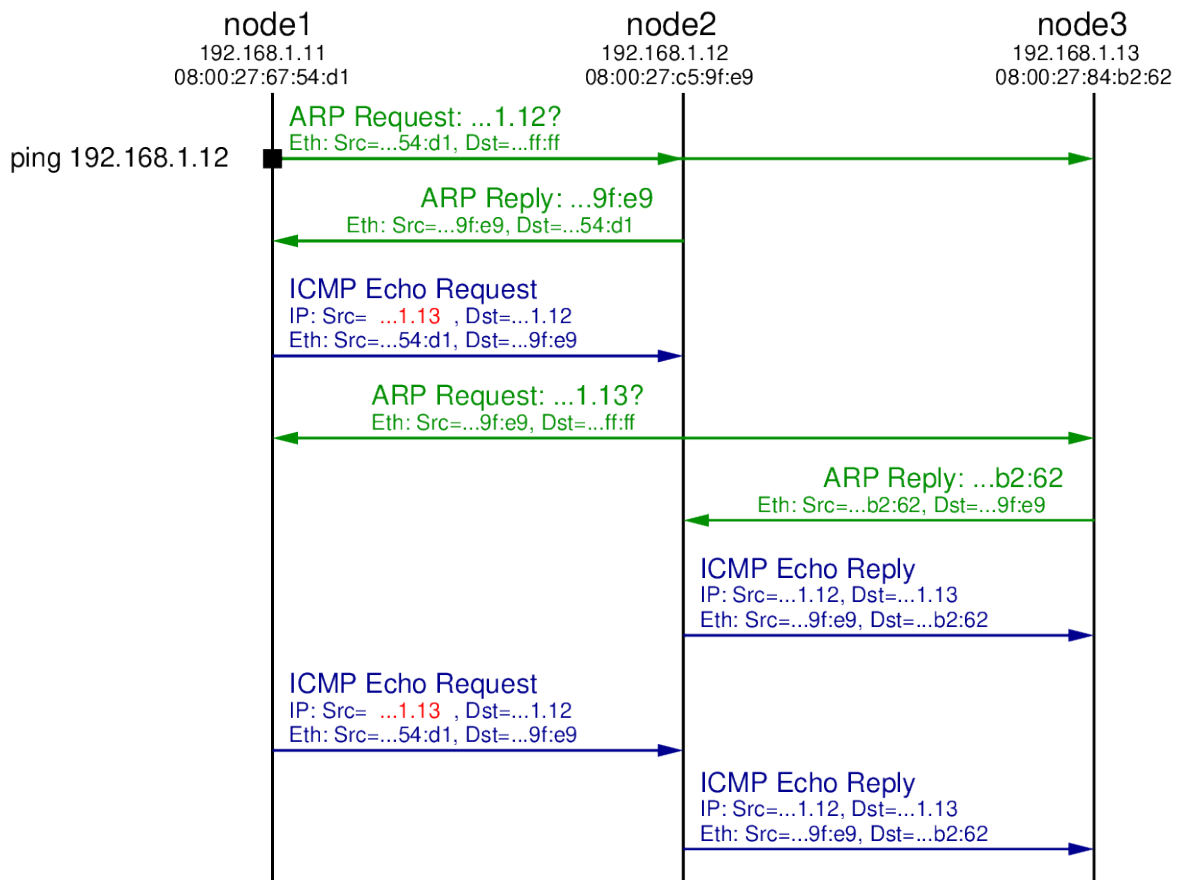 node1
192.168.1.11
08:00:27:67:54:d1
node2
192.168.1.12
08:00:27:c5:9f:e9
node3
192.168.1.13
08:00:27:84:b2:62
ARP Request: ...1.12?
Eth: Src=...54:d1, Dst=...ff:ff
ping 192.168.1.12
ARP Reply: ...9f:e9
Eth: Src=...9f:e9, Dst=...54:d1
ICMP Echo Request
IP: Src= ...1.13 , Dst=...1.12
Eth: Src=...54:d1, Dst=...9f:e9
ARP Request: ...1.13?
Eth: Src=...9f:e9, Dst=...ff:ff
ARP Reply: ...b2:62
Eth: Src=...b2:62, Dst=...9f:e9
ICMP Echo Reply
IP: Src=...1.12, Dst=...1.13
Eth: Src=...9f:e9, Dst=...b2:62
ICMP Echo Request
IP: Src= ...1.13 , Dst=...1.12
Eth: Src=...54:d1, Dst=...9f:e9
ICMP Echo Reply
IP: Src=...1.12, Dst=...1.13
Eth: Src=...9f:e9, Dst=...b2:62